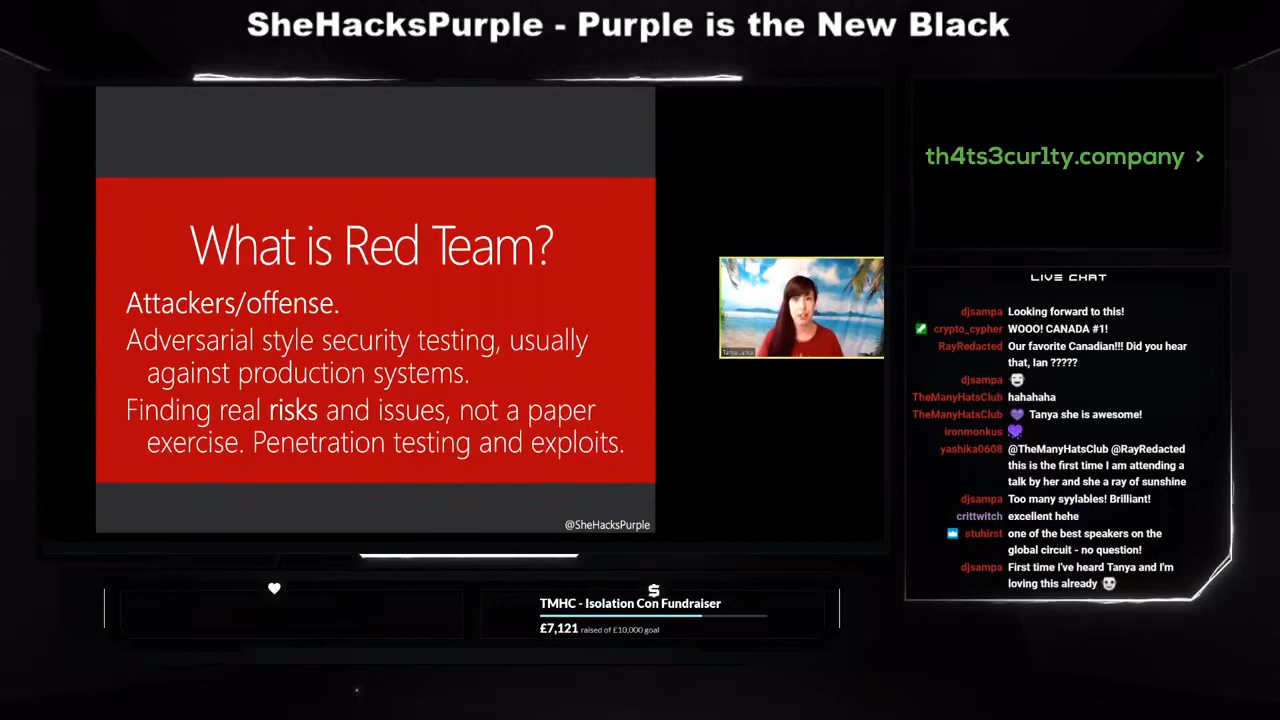 SheHacksPurple - Purple is the New Black
What is Red Team?
Attackers/offense.
Adversarial style security testing, usually
against production systems.
Finding real risks and issues, not a paper
exercise. Penetration testing and exploits.
@SheHacksPurple
Tanya Janca
th4ts3cur1ty.company >
LIVE CHAT
djsampa Looking forward to this!
crypto_cypher WOOO! CANADA #1!
RayRedacted Our favorite Canadian!!! Did you hear
that, Ian ?????
djsampa
TheManyHatsClub hahahaha
TheManyHatsClub Tanya she is awesome!
ironmonkus
yashika0608 @TheManyHatsClub @RayRedacted
this is the first time I am attending a
talk by her and she a ray of sunshine
djsampa Too many syylables! Brilliant!
crittwitch excellent hehe
stuhirst one of the best speakers on the
global circuit - no question!
djsampa First time I've heard Tanya and I'm
loving this already
$
TMHC - Isolation Con Fundraiser
£7,121 raised of £10,000 goal